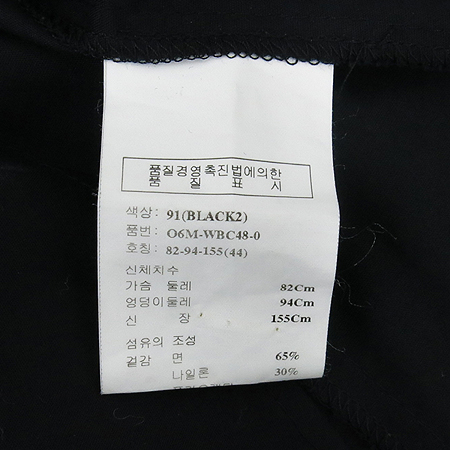 품질경영촉진법에의한
품 질 표 시
색상: 91(BLACK2)
품번: O6M-WBC48-0
호칭: 82-94-155(44)
신체치수
가슴 둘레 82Cm
엉덩이둘레 94Cm
신 장 155Cm
섬유의 조성
겉감 면 65%
나일론 30%